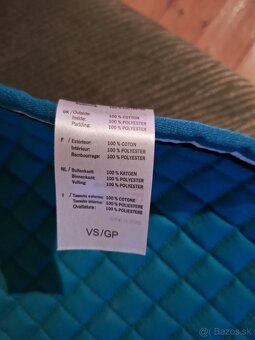 UK / Outside: 100 % COTTON
Inside: 100 % POLYESTER
Padding: 100 % POLYESTER
F / Extérieur: 100 % COTON
Intérieur: 100 % POLYESTER
Rembourrage: 100 % POLYESTER
NL / Buitenkant: 100 % KATOEN
Binnenkant: 100 % POLYESTER
Vulling: 100 % POLYESTER
I / Tessuto esterno: 100 % COTONE
Tessuto interno: 100 % POLIESTERE
Ovattatura: 100 % POLIESTERE
VS/GP
Bazos.sk